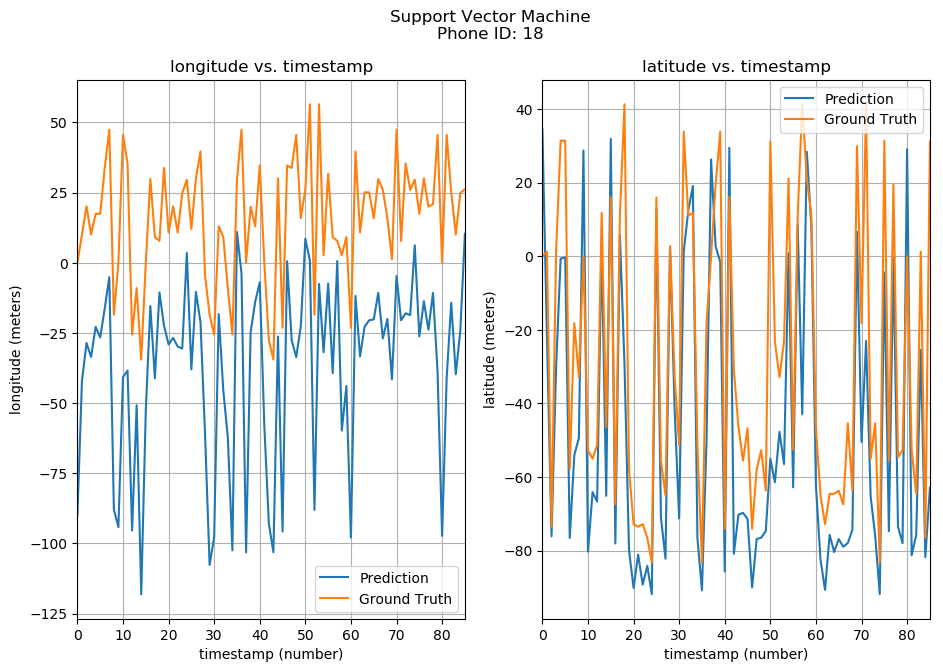 Support Vector Machine
Phone ID: 18
longitude vs. timestamp
longitude (meters)
50
25
0
−25
−50
−75
−100
−125
0 10 20 30 40 50 60 70 80
timestamp (number)
Prediction
Ground Truth
latitude vs. timestamp
latitude (meters)
40
20
0
−20
−40
−60
−80
0 10 20 30 40 50 60 70 80
timestamp (number)
Prediction
Ground Truth